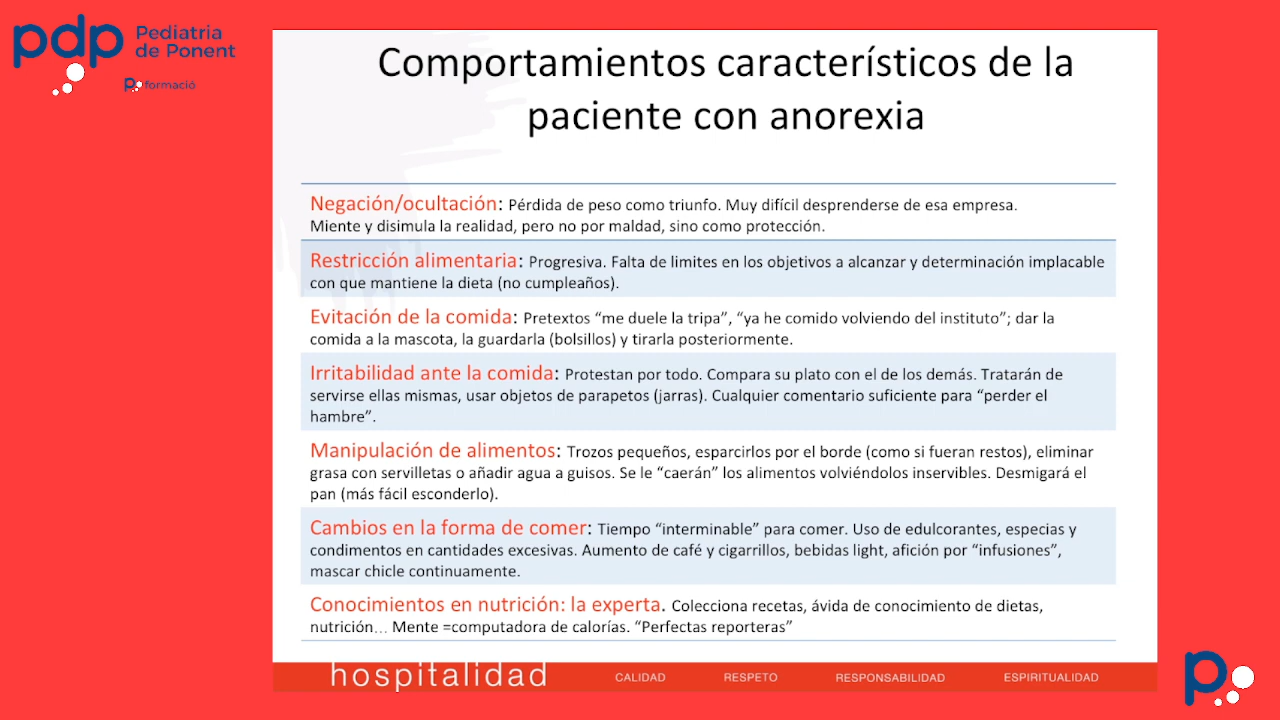 pdp Pediatria
de Ponent
P formació
Comportamientos característicos de la
paciente con anorexia
Negación/ocultación: Pérdida de peso como triunfo. Muy difícil desprenderse de esa empresa.
Miente y disimula la realidad, pero no por maldad, sino como protección.
Restricción alimentaria: Progresiva. Falta de limites en los objetivos a alcanzar y determinación implacable
con que mantiene la dieta (no cumpleaños).
Evitación de la comida: Pretextos “me duele la tripa”, “ya he comido volviendo del instituto”; dar la
comida a la mascota, la guardarla (bolsillos) y tirarla posteriormente.
Irritabilidad ante la comida: Protestan por todo. Compara su plato con el de los demás. Tratarán de
servirse ellas mismas, usar objetos de parapetos (jarras). Cualquier comentario suficiente para “perder el
hambre”.
Manipulación de alimentos: Trozos pequeños, esparcirlos por el borde (como si fueran restos), eliminar
grasa con servilletas o añadir agua a guisos. Se le “caerán” los alimentos volviéndolos inservibles. Desmigará el
pan (más fácil esconderlo).
Cambios en la forma de comer: Tiempo “interminable” para comer. Uso de edulcorantes, especias y
condimentos en cantidades excesivas. Aumento de café y cigarrillos, bebidas light, afición por “infusiones”,
mascar chicle continuamente.
Conocimientos en nutrición: la experta. Colecciona recetas, ávida de conocimiento de dietas,
nutrición... Mente =computadora de calorías. “Perfectas reporteras”
hospitalidad CALIDAD RESPETO RESPONSABILIDAD ESPIRITUALIDAD
p